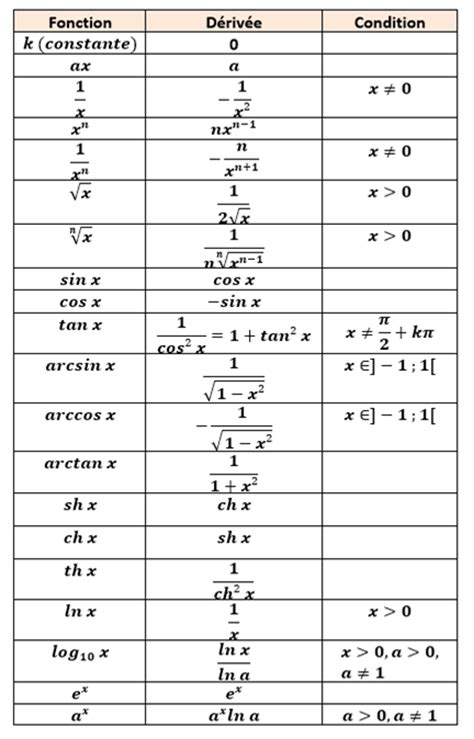 Fonction Dérivée Condition
k (constante) 0
ax a
1/x -1/x² x ≠ 0
xⁿ nxⁿ⁻¹
1/xⁿ -n/xⁿ⁺¹ x ≠ 0
√x 1/(2√x) x > 0
ⁿ√x 1/(n ⁿ√(xⁿ⁻¹)) x > 0
sin x cos x
cos x -sin x
tan x 1/cos² x = 1 + tan² x x ≠ π/2 + kπ
arcsin x 1/√(1 - x²) x ∈] - 1 ; 1[
arccos x -1/√(1 - x²) x ∈] - 1 ; 1[
arctan x 1/(1 + x²)
sh x ch x
ch x sh x
th x 1/ch² x
ln x 1/x x > 0
log₁₀ x ln x/ln a x > 0, a > 0,
a ≠ 1
eˣ eˣ
aˣ aˣ ln a a > 0, a ≠ 1